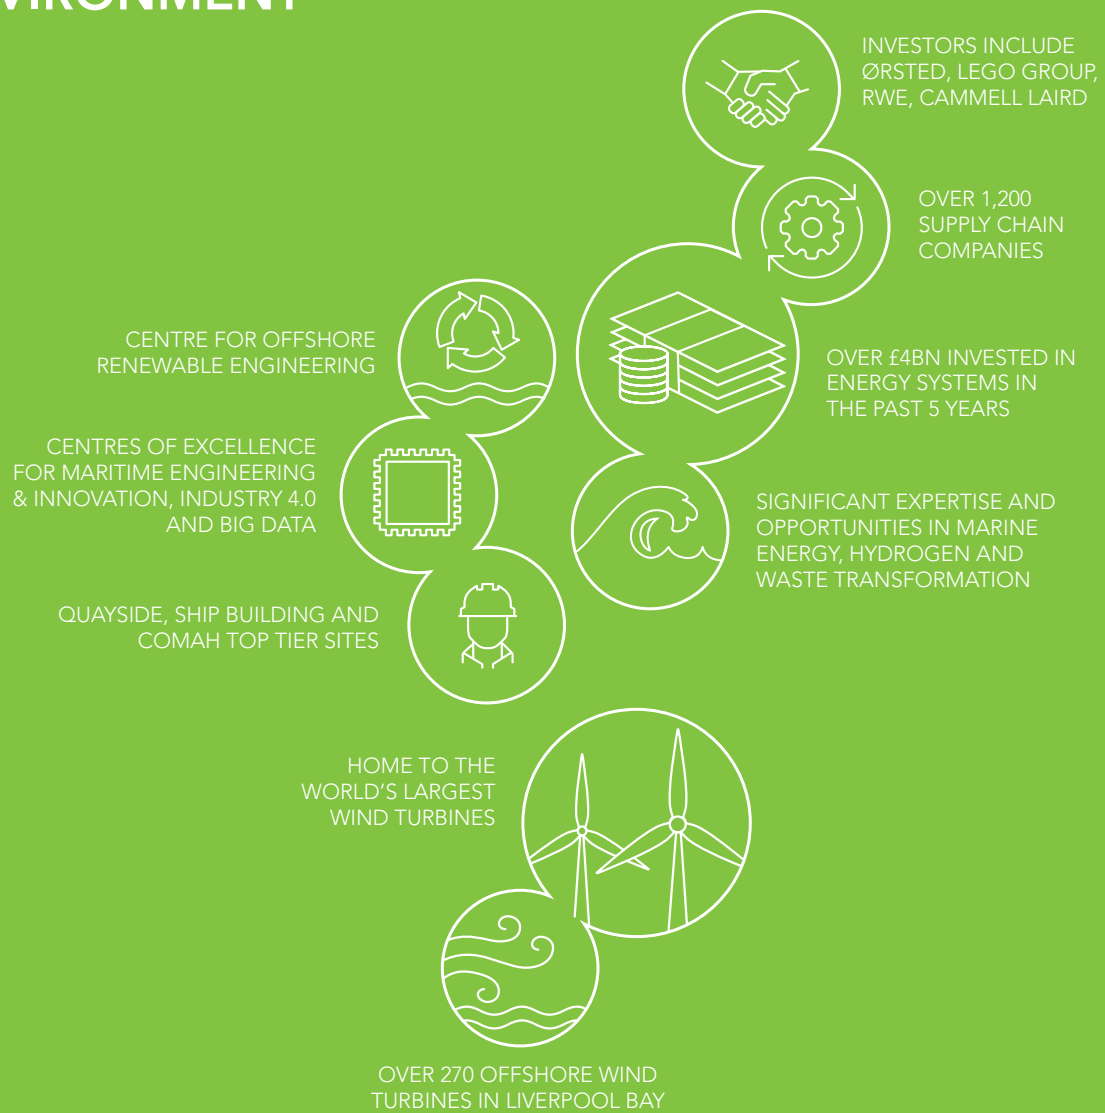 INVESTORS INCLUDE
ØRSTED, LEGO GROUP,
RWE, CAMMELL LAIRD
OVER 1,200
SUPPLY CHAIN
COMPANIES
CENTRE FOR OFFSHORE
RENEWABLE ENGINEERING
OVER £4BN INVESTED IN
ENERGY SYSTEMS IN
THE PAST 5 YEARS
CENTRES OF EXCELLENCE
FOR MARITIME ENGINEERING
& INNOVATION, INDUSTRY 4.0
AND BIG DATA
SIGNIFICANT EXPERTISE AND
OPPORTUNITIES IN MARINE
ENERGY, HYDROGEN AND
WASTE TRANSFORMATION
QUAYSIDE, SHIP BUILDING AND
COMAH TOP TIER SITES
HOME TO THE
WORLD'S LARGEST
WIND TURBINES
OVER 270 OFFSHORE WIND
TURBINES IN LIVERPOOL BAY